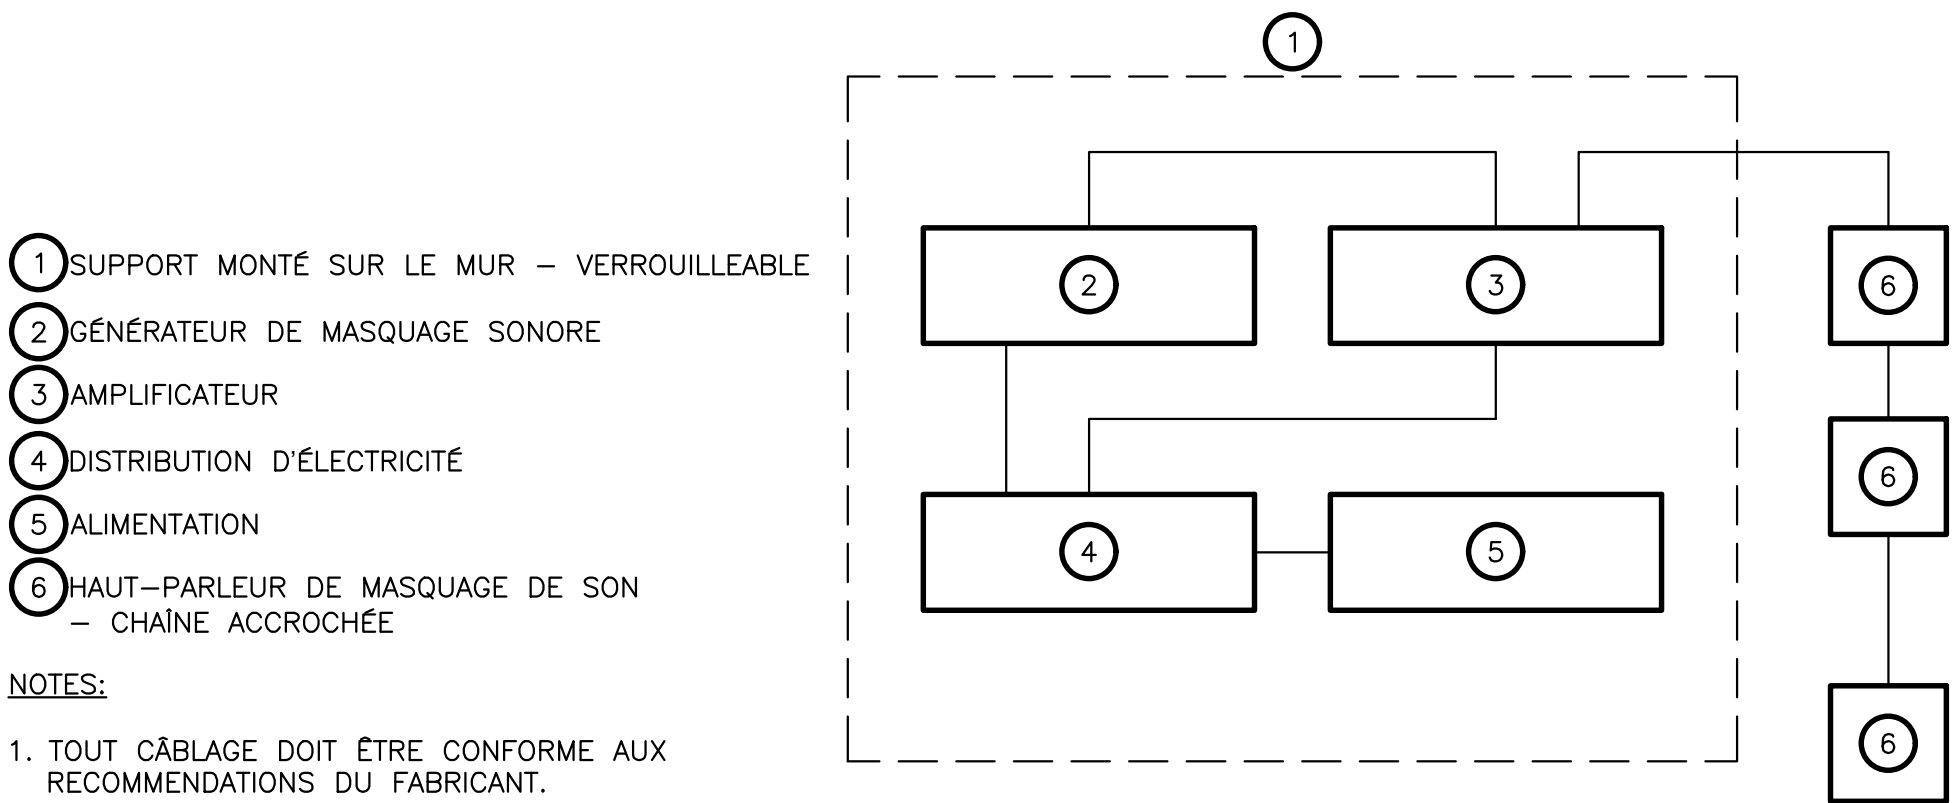 1 SUPPORT MONTÉ SUR LE MUR – VERROUILLEABLE
2 GÉNÉRATEUR DE MASQUAGE SONORE
3 AMPLIFICATEUR
4 DISTRIBUTION D'ÉLECTRICITÉ
5 ALIMENTATION
6 HAUT–PARLEUR DE MASQUAGE DE SON
– CHAÎNE ACCROCHÉE
NOTES:
1. TOUT CÂBLAGE DOIT ÊTRE CONFORME AUX
RECOMMENDATIONS DU FABRICANT.
1
2
3
6
6
4
5
6